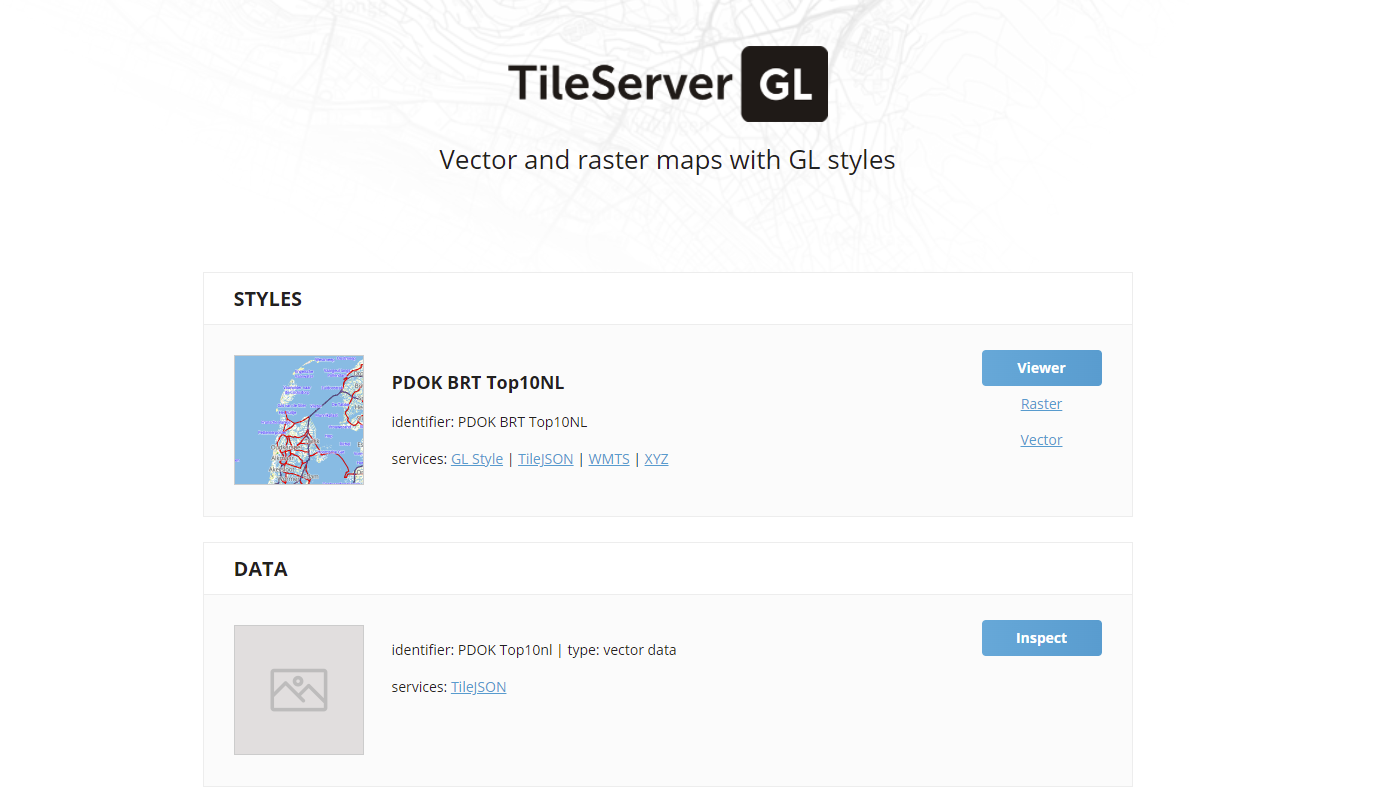 TileServer GL
Vector and raster maps with GL styles
STYLES
PDOK BRT Top10NL
identifier: PDOK BRT Top10NL
services: GL Style | TileJSON | WMTS | XYZ
Viewer
Raster
Vector
DATA
identifier: PDOK Top10nl | type: vector data
services: TileJSON
Inspect